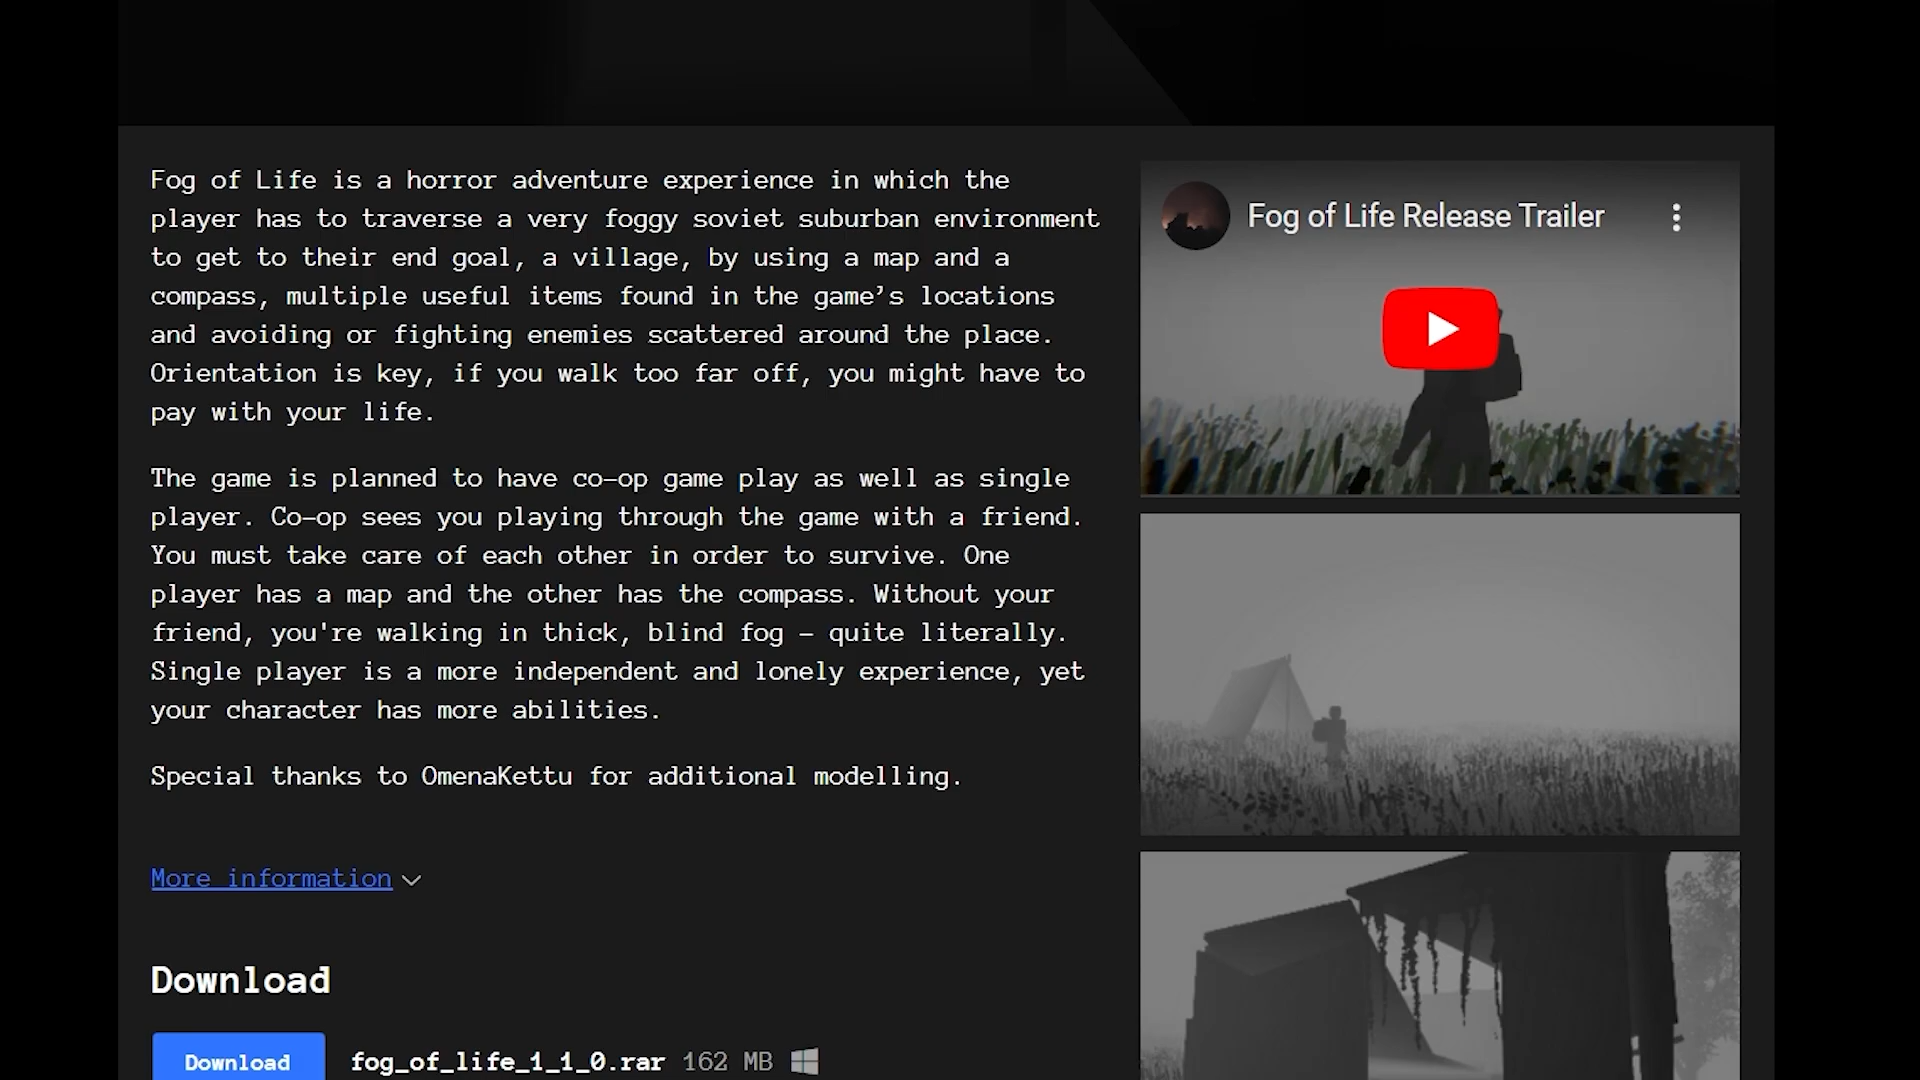 Fog of Life is a horror adventure experience in which the
player has to traverse a very foggy soviet suburban environment
to get to their end goal, a village, by using a map and a
compass, multiple useful items found in the game’s locations
and avoiding or fighting enemies scattered around the place.
Orientation is key, if you walk too far off, you might have to
pay with your life.
The game is planned to have co-op game play as well as single
player. Co-op sees you playing through the game with a friend.
You must take care of each other in order to survive. One
player has a map and the other has the compass. Without your
friend, you're walking in thick, blind fog - quite literally.
Single player is a more independent and lonely experience, yet
your character has more abilities.
Special thanks to OmenaKettu for additional modelling.
More information
Download
Download fog_of_life_1_1_0.rar 162 MB
Fog of Life Release Trailer